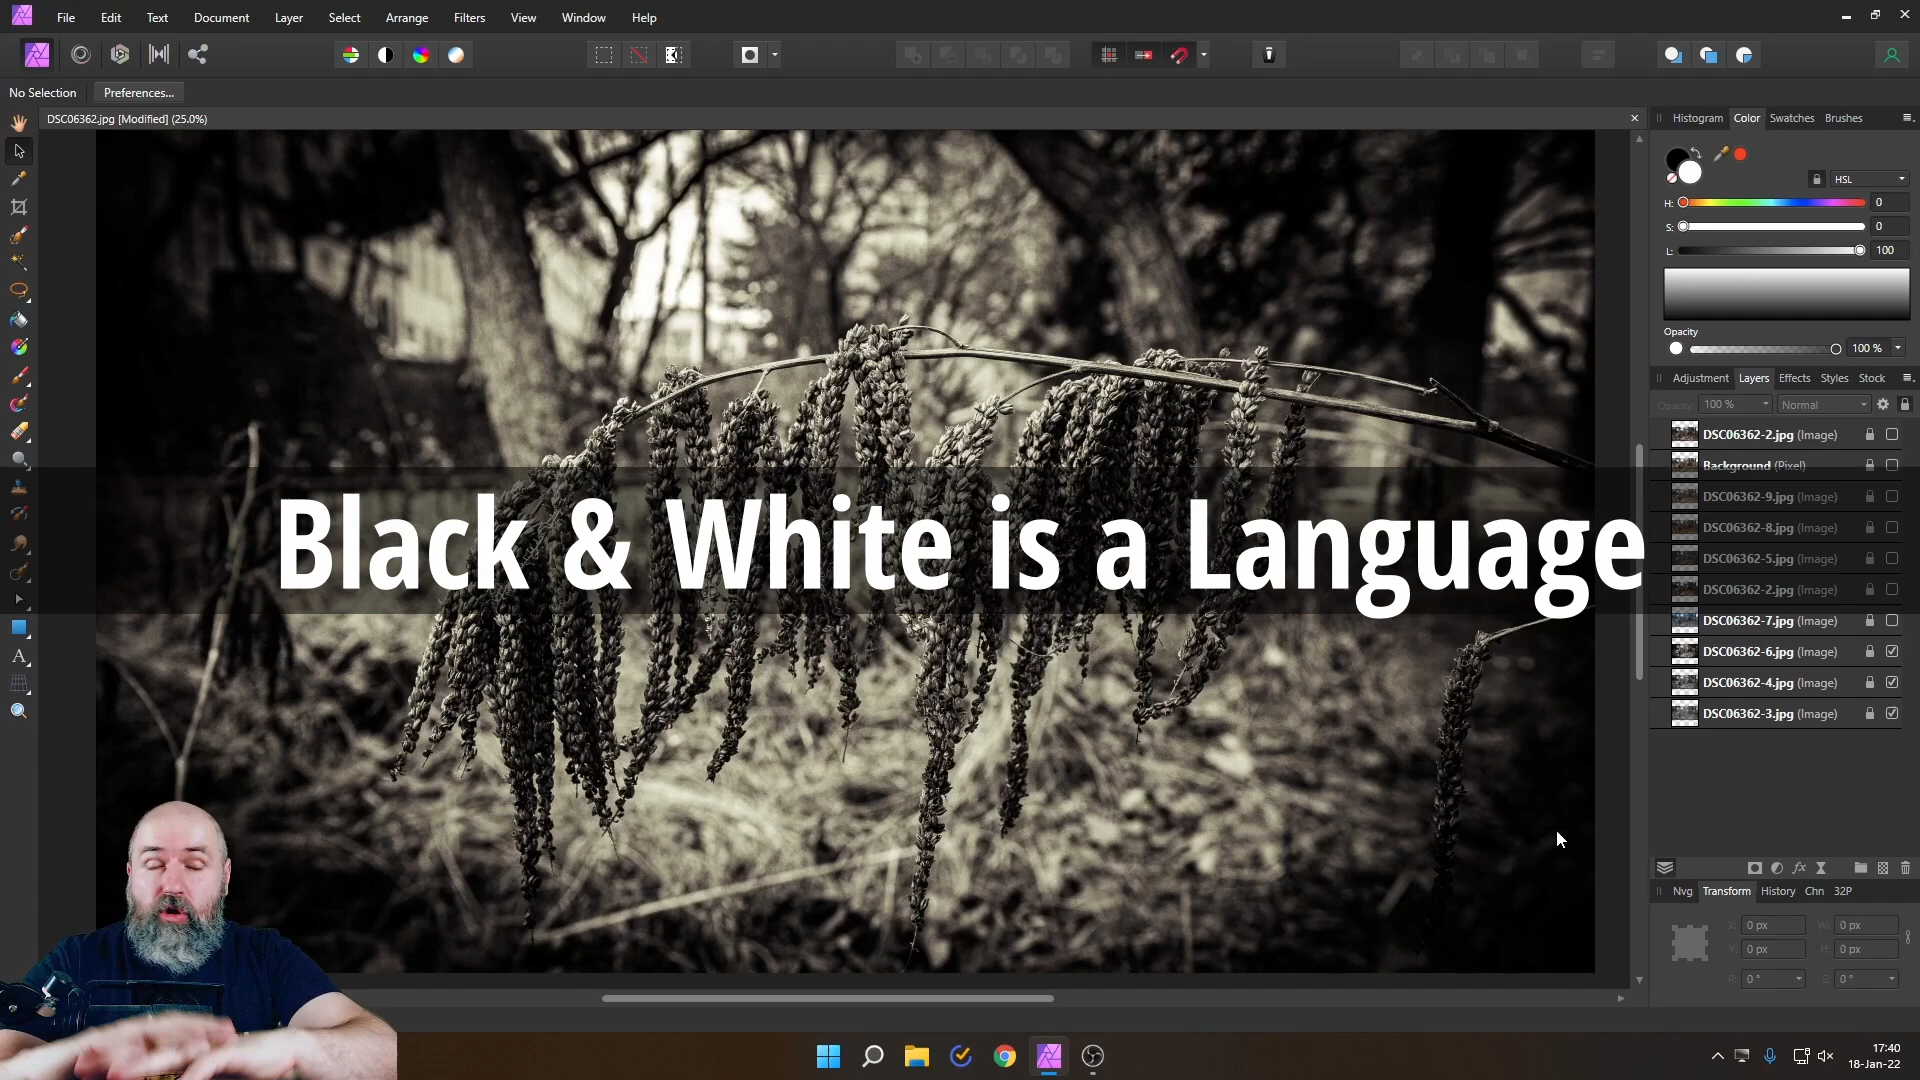 File Edit Text Document Layer Select Arrange Filters View Window Help
No Selection Preferences...
DSC06362.jpg [Modified] (25.0%)
Histogram Color Swatches Brushes
HSL
H: 0
S: 0
L: 100
Opacity
100 %
Adjustment Layers Effects Styles Stock
Opacity: 100 % Normal
DSC06362-2.jpg (Image)
Background (Pixel)
DSC06362-9.jpg (Image)
DSC06362-8.jpg (Image)
DSC06362-5.jpg (Image)
DSC06362-2.jpg (Image)
DSC06362-7.jpg (Image)
DSC06362-6.jpg (Image)
DSC06362-4.jpg (Image)
DSC06362-3.jpg (Image)
Black & White is a Language
Nvg Transform History Chn 32P
X: 0 px W: 0 px
Y: 0 px H: 0 px
R: 0 ° S: 0 °
17:40
18-Jan-22